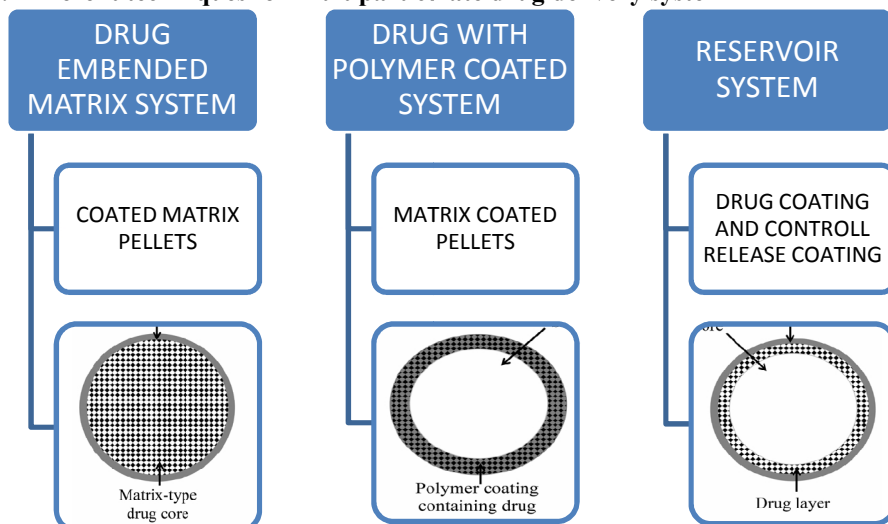 DRUG
EMBENDED
MATRIX SYSTEM
COATED MATRIX
PELLETS
Matrix-type
drug core
DRUG WITH
POLYMER COATED
SYSTEM
MATRIX COATED
PELLETS
Polymer coating
containing drug
RESERVOIR
SYSTEM
DRUG COATING
AND CONTROLL
RELEASE COATING
Drug layer